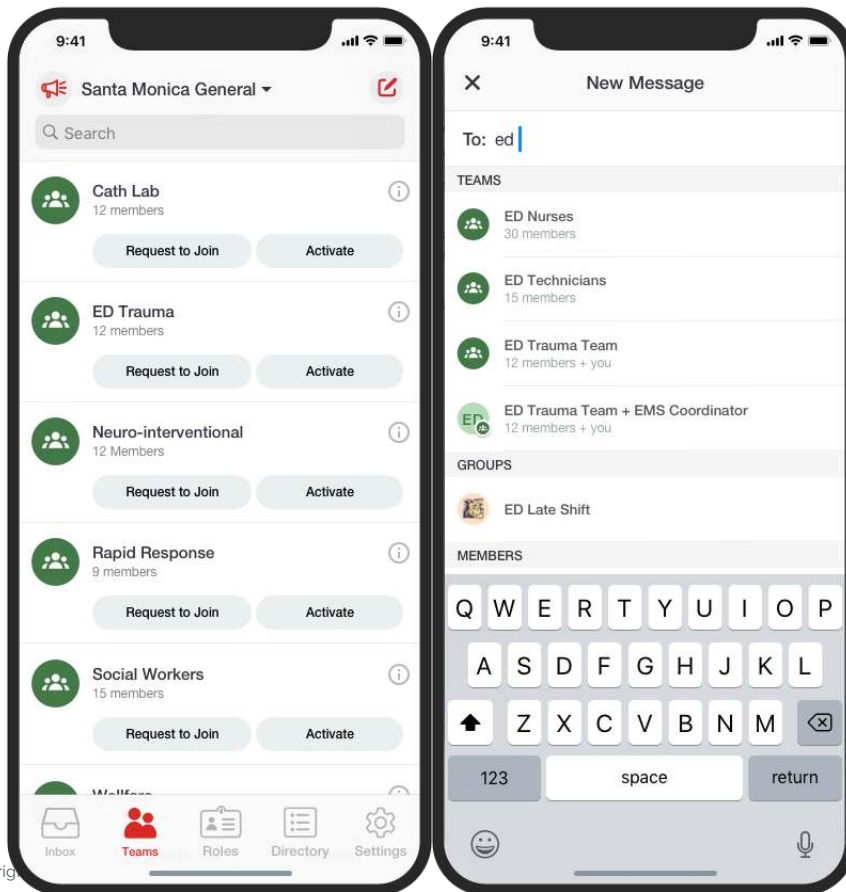 9:41
Santa Monica General
Search
Cath Lab
12 members
Request to Join Activate
ED Trauma
12 members
Request to Join Activate
Neuro-interventional
12 Members
Request to Join Activate
Rapid Response
9 members
Request to Join Activate
Social Workers
15 members
Request to Join Activate
Inbox Teams Roles Directory Settings
9:41
New Message
To: ed
TEAMS
ED Nurses
30 members
ED Technicians
15 members
ED Trauma Team
12 members + you
ED
ED Trauma Team + EMS Coordinator
12 members + you
GROUPS
ED Late Shift
MEMBERS
Q W E R T Y U I O P
A S D F G H J K L
Z X C V B N M
123 space return